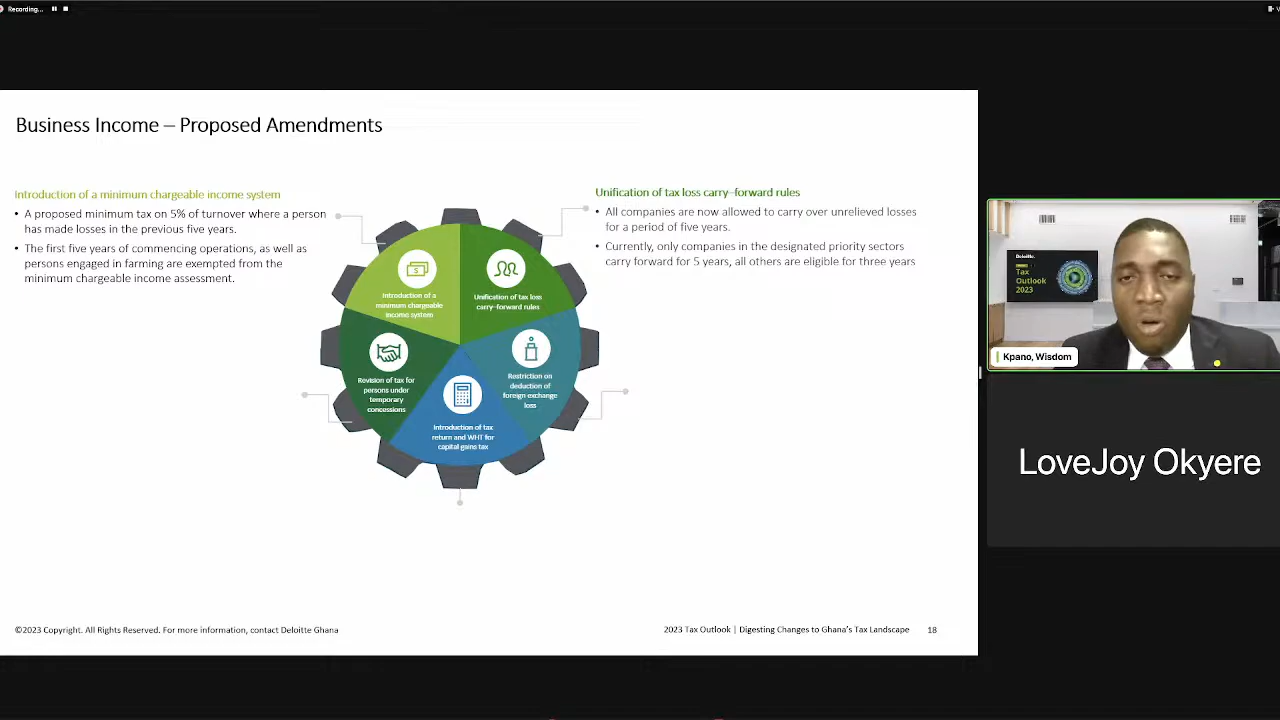 Recording...
Business Income – Proposed Amendments
Introduction of a minimum chargeable income system
• A proposed minimum tax on 5% of turnover where a person
has made losses in the previous five years.
• The first five years of commencing operations, as well as
persons engaged in farming are exempted from the
minimum chargeable income assessment.
Unification of tax loss carry–forward rules
• All companies are now allowed to carry over unrelieved losses
for a period of five years.
• Currently, only companies in the designated priority sectors
carry forward for 5 years, all others are eligible for three years
Introduction of a
minimum chargeable
income system
Unification of tax loss
carry–forward rules
Revision of tax for
persons under
temporary
concessions
Restriction on
deduction of
foreign exchange
loss
Introduction of tax
return and WHT for
capital gains tax
©2023 Copyright. All Rights Reserved. For more information, contact Deloitte Ghana
2023 Tax Outlook | Digesting Changes to Ghana's Tax Landscape 18
Deloitte.
Tax
Outlook
2023
Kpano, Wisdom
LoveJoy Okyere